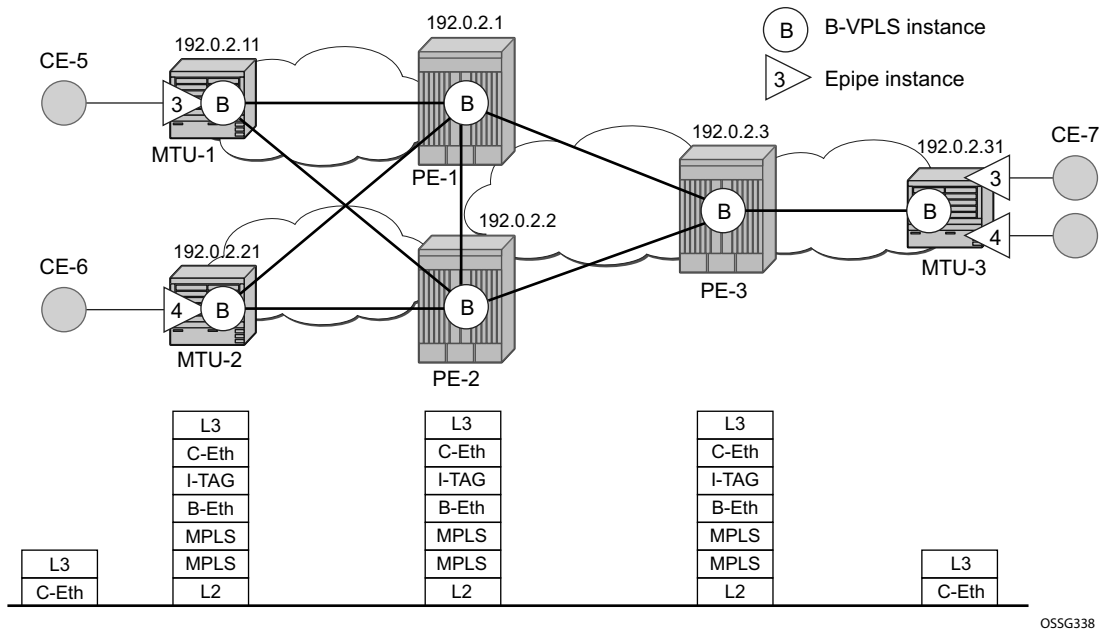 192.0.2.1
B
B-VPLS instance
192.0.2.11
CE-5
3
Epipe instance
3
B
B
192.0.2.3
192.0.2.31
CE-7
MTU-1
PE-1
3
B
B
192.0.2.2
192.0.2.21
4
CE-6
MTU-3
PE-3
4
B
B
MTU-2
PE-2
L3
C-Eth
I-TAG
B-Eth
MPLS
MPLS
L2
L3
C-Eth
I-TAG
B-Eth
MPLS
MPLS
L2
L3
C-Eth
I-TAG
B-Eth
MPLS
MPLS
L2
L3
C-Eth
L3
C-Eth
OSSG338